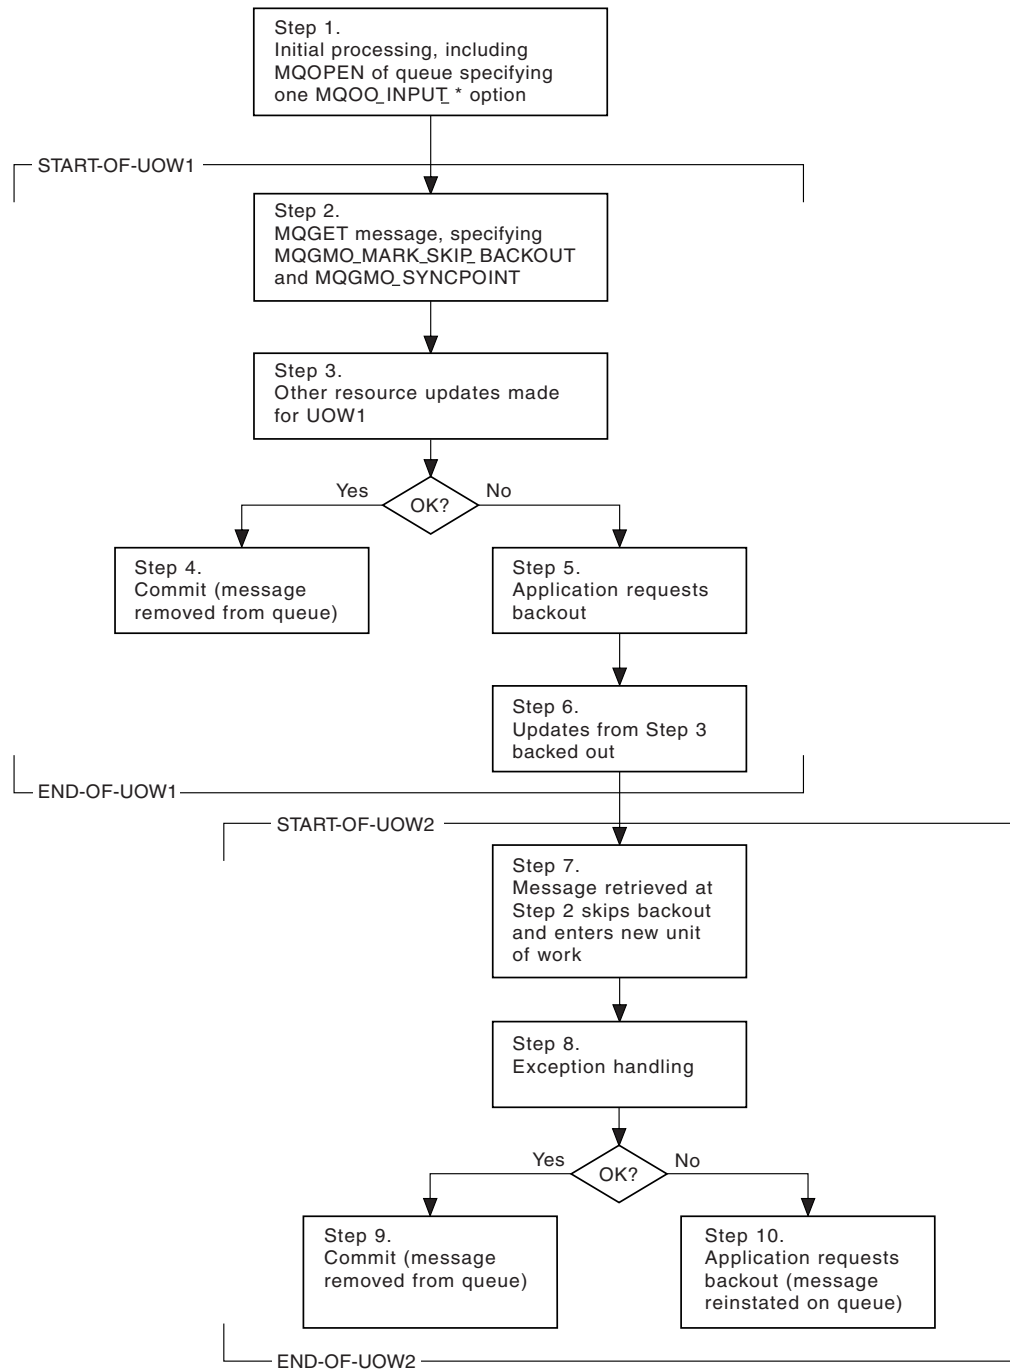 Step 1.
Initial processing, including
MQOPEN of queue specifying
one MQOO_INPUT_* option
START-OF-UOW1
Step 2.
MQGET message, specifying
MQGMO_MARK_SKIP_BACKOUT
and MQGMO_SYNCPOINT
Step 3.
Other resource updates made
for UOW1
Yes
OK?
No
Step 4.
Commit (message
removed from queue)
Step 5.
Application requests
backout
Step 6.
Updates from Step 3
backed out
END-OF-UOW1
START-OF-UOW2
Step 7.
Message retrieved at
Step 2 skips backout
and enters new unit
of work
Step 8.
Exception handling
Yes
OK?
No
Step 9.
Commit (message
removed from queue)
Step 10.
Application requests
backout (message
reinstated on queue)
END-OF-UOW2